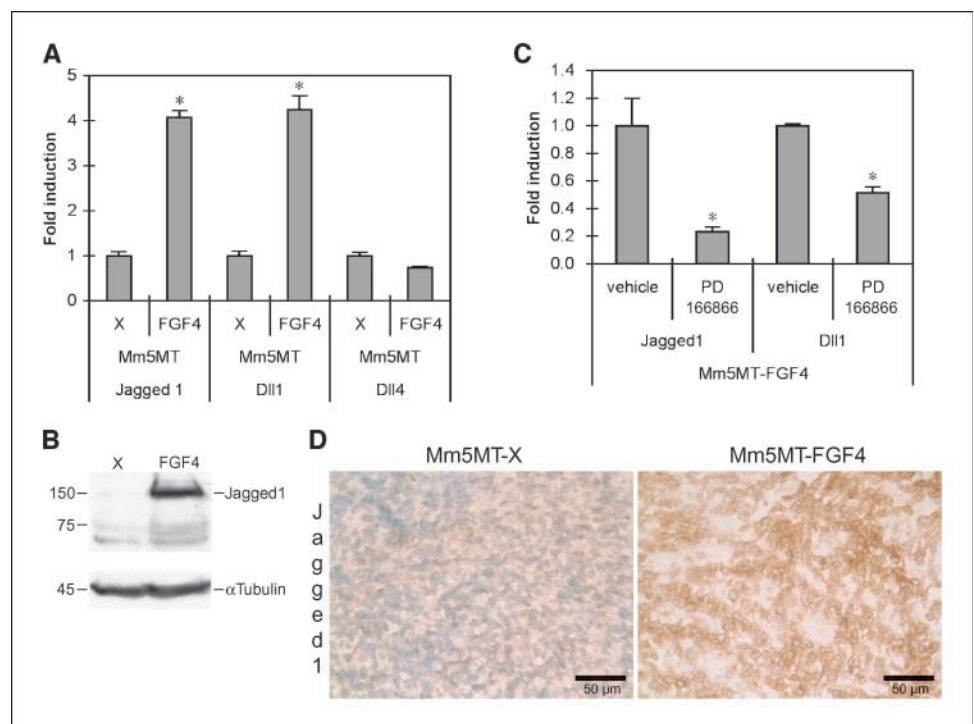 A
Fold induction
5
4
3
2
1
0
*
*
X FGF4 X FGF4 X FGF4
Mm5MT Mm5MT Mm5MT
Jagged 1 Dll1 Dll4
C
Fold induction
1.4
1.2
1.0
0.8
0.6
0.4
0.2
0.0
*
*
vehicle PD 166866 vehicle PD 166866
Jagged1 Dll1
Mm5MT-FGF4
B
X FGF4
150 Jagged1
75
45 αTubulin
D
Mm5MT-X Mm5MT-FGF4
Jagged1
50 µm 50 µm